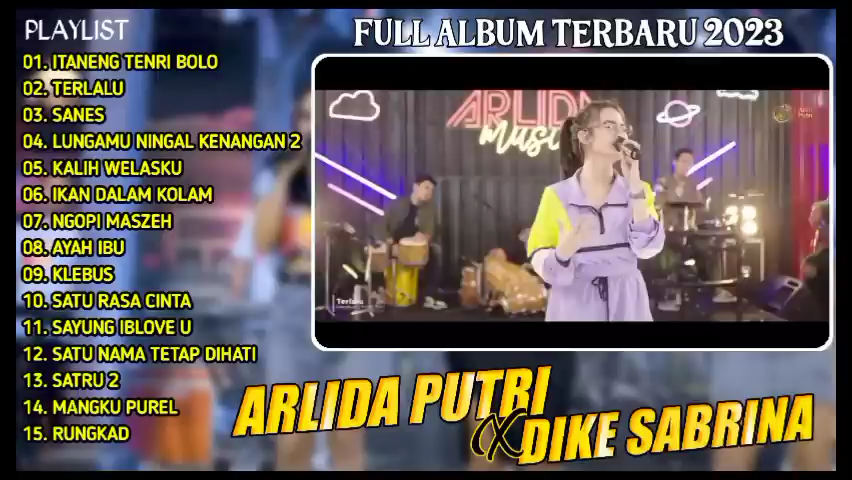 PLAYLIST
01. ITANENG TENRI BOLO
02. TERLALU
03. SANES
04. LUNGAMU NINGAL KENANGAN 2
05. KALIH WELASKU
06. IKAN DALAM KOLAM
07. NGOPI MASZEH
08. AYAH IBU
09. KLEBUS
10. SATU RASA CINTA
11. SAYUNG IBLOVE U
12. SATU NAMA TETAP DIHATI
13. SATRU 2
14. MANGKU PUREL
15. RUNGKAD
FULL ALBUM TERBARU 2023
ARLIDA
Music
Terlalu
ARLIDA PUTRI
X DIKE SABRINA